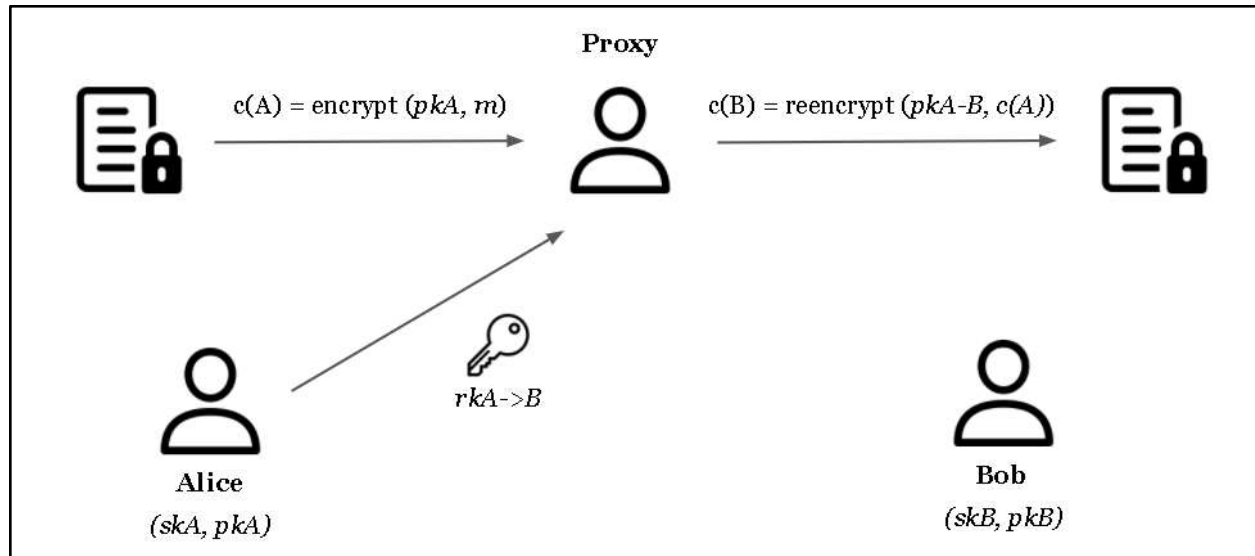 Proxy
c(A) = encrypt (pkA, m)
c(B) = reencrypt (pkA-B, c(A))
rkA->B
Alice
(skA, pkA)
Bob
(skB, pkB)